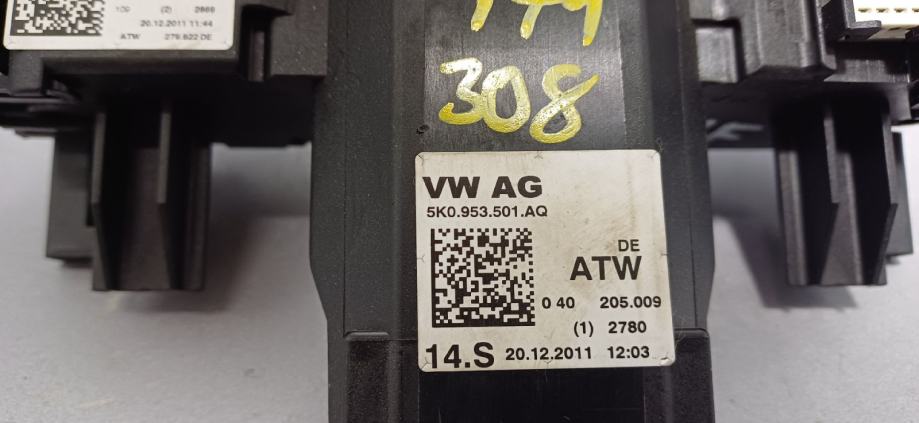 (2) 2869
20.12.2011 11:44
ATW 279.822 DE
308
VW AG
5K0.953.501.AQ
DE
ATW
0 40 205.009
(1) 2780
14.S 20.12.2011 12:03